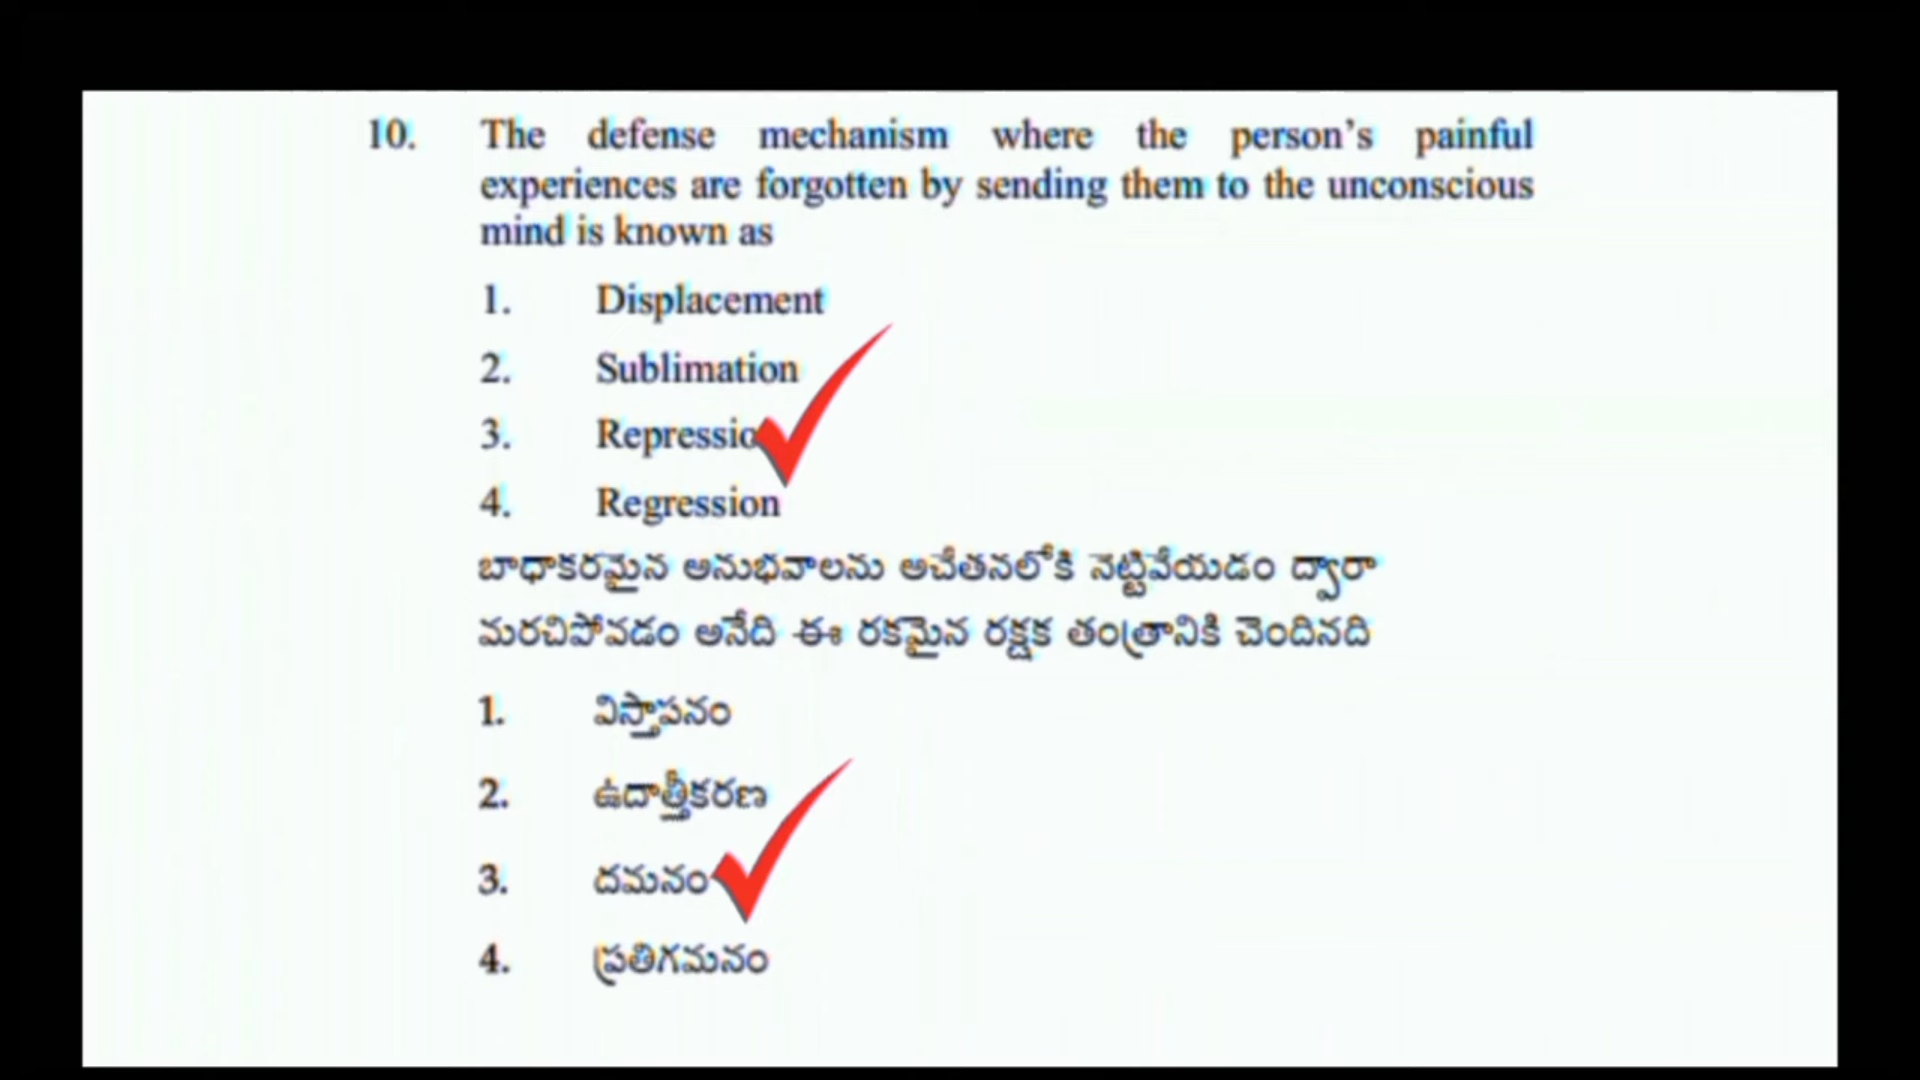 10. The defense mechanism where the person's painful
experiences are forgotten by sending them to the unconscious
mind is known as
1. Displacement
2. Sublimation
3. Repressio
4. Regression
బాధాకరమైన అనుభవాలను అచేతనలోకి నెట్టివేయడం ద్వారా
మరచిపోవడం అనేది ఈ రకమైన రక్షక తంత్రానికి చెందినది
1. విస్తాపనం
2. ఉదాత్తీకరణ
3. దమనం
4. ప్రతిగమనం